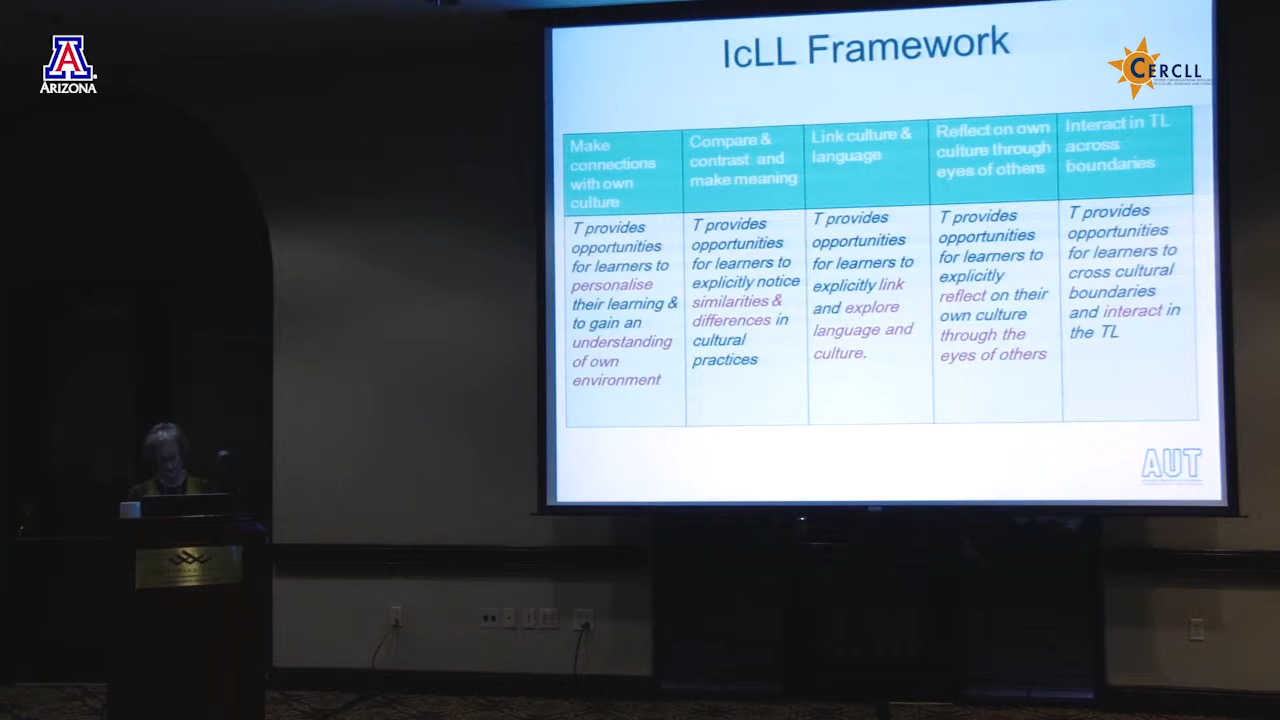 A
ARIZONA
IcLL Framework
CERCLL
Make
connections
with own
culture
Compare &
contrast and
make meaning
Link culture &
language
Reflect on own
culture through
eyes of others
Interact in TL
across
boundaries
T provides
opportunities
for learners to
personalise
their learning &
to gain an
understanding
of own
environment
T provides
opportunities
for learners to
explicitly notice
similarities &
differences in
cultural
practices
T provides
opportunities
for learners to
explicitly link
and explore
language and
culture.
T provides
opportunities
for learners to
explicitly
reflect on their
own culture
through the
eyes of others
T provides
opportunities
for learners to
cross cultural
boundaries
and interact in
the TL
AUT